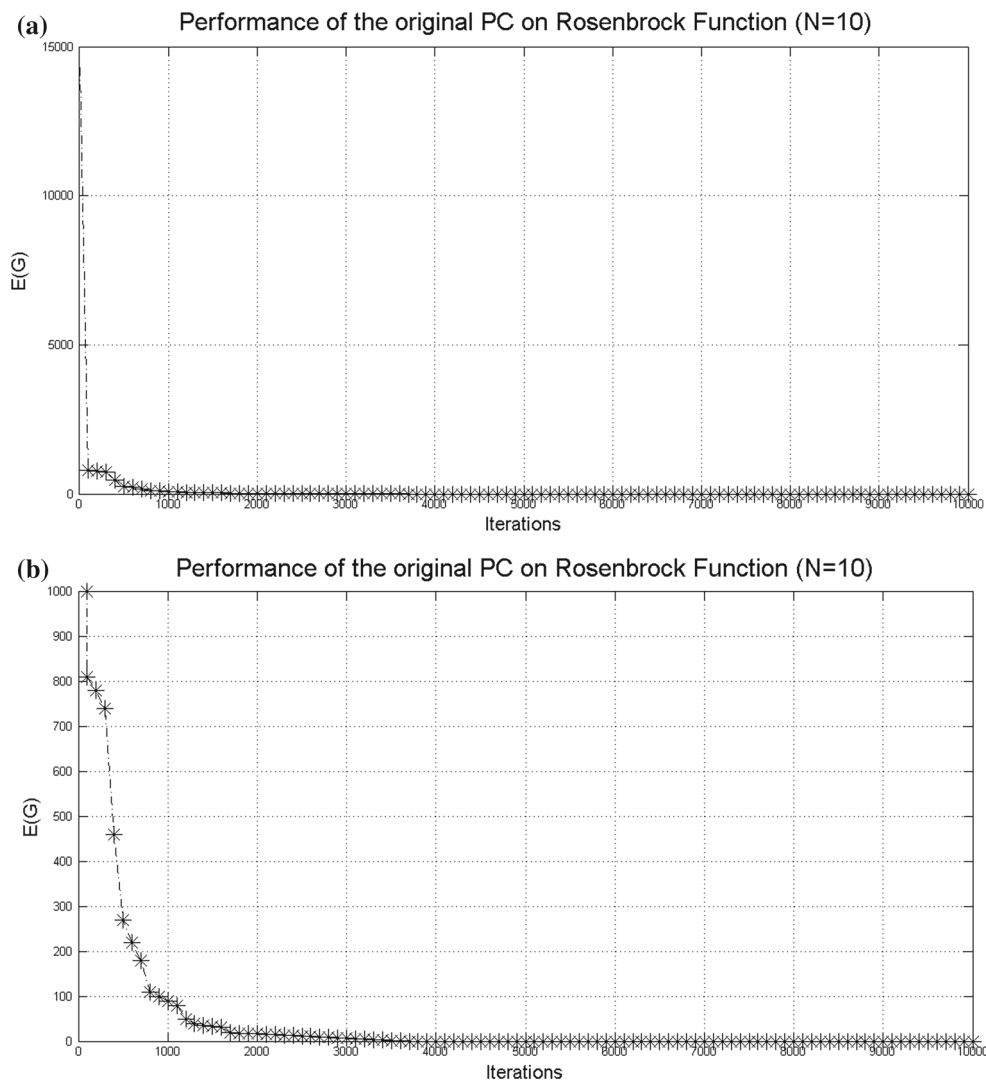 (a)
Performance of the original PC on Rosenbrock Function (N=10)
15000
10000
5000
0
E(G)
0 1000 2000 3000 4000 5000 6000 7000 8000 9000 10000
Iterations
(b)
Performance of the original PC on Rosenbrock Function (N=10)
1000
900
800
700
600
500
400
300
200
100
0
E(G)
0 1000 2000 3000 4000 5000 6000 7000 8000 9000 10000
Iterations